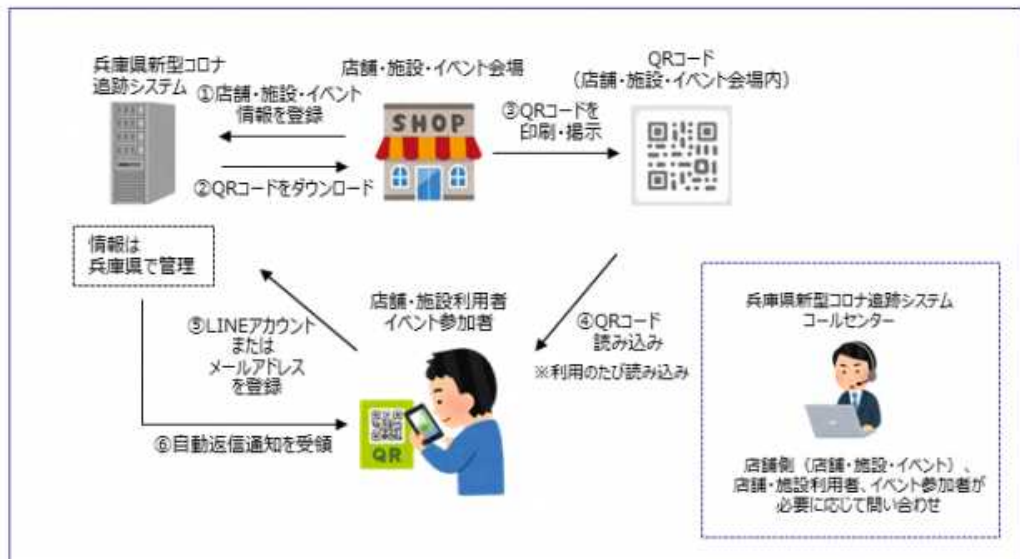 兵庫県新型コロナ
追跡システム
①店舗・施設・イベント
情報を登録
②QRコードをダウンロード
店舗・施設・イベント会場
SHOP
③QRコードを
印刷・掲示
QRコード
（店舗・施設・イベント会場内）
情報は
兵庫県で管理
④QRコード
読み込み
※利用のたび読み込み
店舗・施設利用者
イベント参加者
QR
⑤LINEアカウント
または
メールアドレス
を登録
⑥自動返信通知を受領
兵庫県新型コロナ追跡システム
コールセンター
店舗側（店舗・施設・イベント）、
店舗・施設利用者、イベント参加者が
必要に応じて問い合わせ